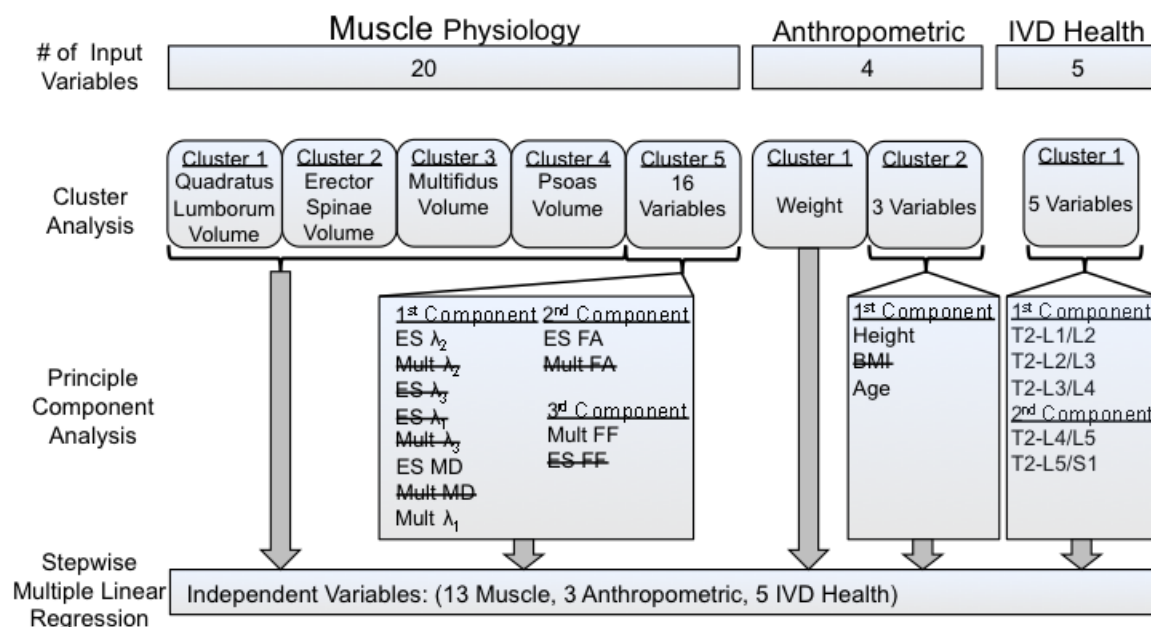 Muscle Physiology
Anthropometric
IVD Health
# of Input
Variables
20
4
5
Cluster
Analysis
Cluster 1
Quadratus
Lumborum
Volume
Cluster 2
Erector
Spinae
Volume
Cluster 3
Multifidus
Volume
Cluster 4
Psoas
Volume
Cluster 5
16
Variables
Cluster 1
Weight
Cluster 2
3 Variables
Cluster 1
5 Variables
Principle
Component
Analysis
1st Component
ES λ2
Mult λ2
ES λ3
ES λ1
Mult λ3
ES MD
Mult MD
Mult λ1
2nd Component
ES FA
Mult FA
3rd Component
Mult FF
ES FF
1st Component
Height
BMI
Age
1st Component
T2-L1/L2
T2-L2/L3
T2-L3/L4
2nd Component
T2-L4/L5
T2-L5/S1
Stepwise
Multiple Linear
Regression
Independent Variables: (13 Muscle, 3 Anthropometric, 5 IVD Health)